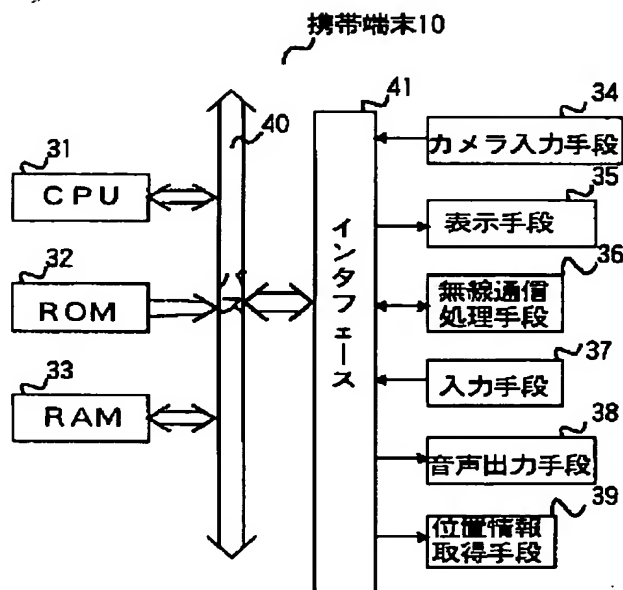 携帯端末10
41
34
カメラ入力手段
40
31
CPU
35
表示手段
インタフェース
36
無線通信
処理手段
32
ROM
バス
37
入力手段
33
RAM
38
音声出力手段
39
位置情報
取得手段